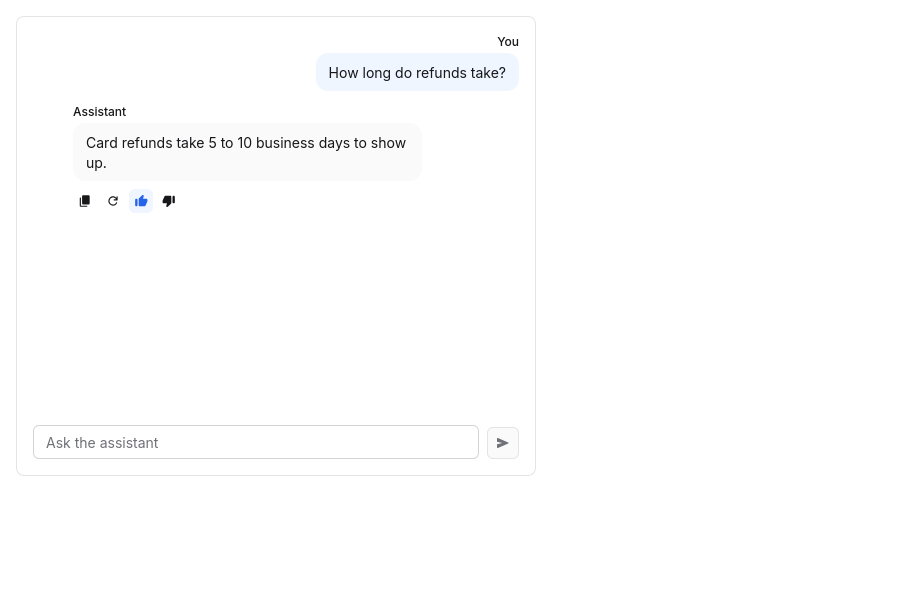 You
How long do refunds take?
Assistant
Card refunds take 5 to 10 business days to show
up.
Ask the assistant